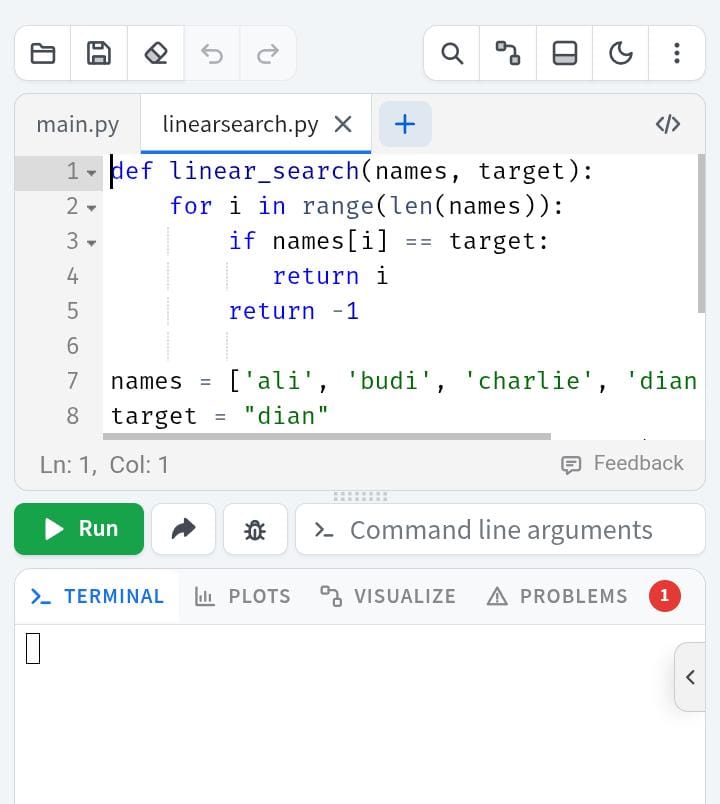 main.py linearsearch.py
1 def linear_search(names, target):
2 for i in range(len(names)):
3 if names[i] == target:
4 return i
5 return -1
6
7 names = ['ali', 'budi', 'charlie', 'dian
8 target = "dian"
Ln: 1, Col: 1 Feedback
Run Command line arguments
TERMINAL PLOTS VISUALIZE PROBLEMS 1